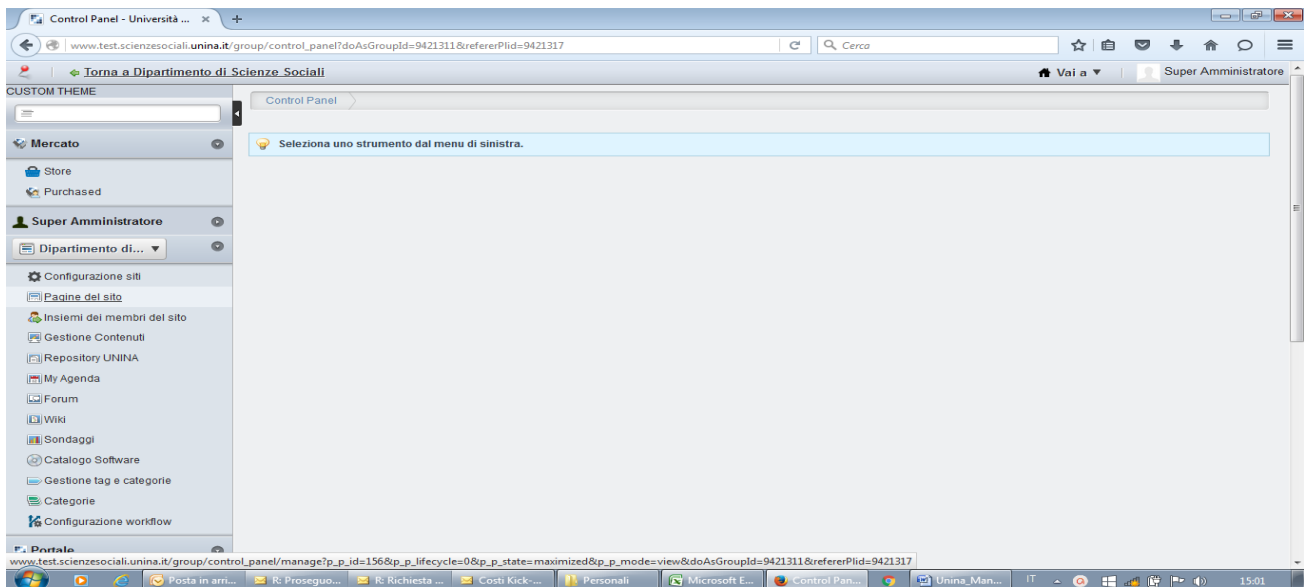 Control Panel - Università ... × +
www.test.scienzesociali.unina.it/group/control_panel?doAsGroupId=9421311&refererPlid=9421317
Cerca
Torna a Dipartimento di Scienze Sociali
Vai a ▼
Super Amministratore
CUSTOM THEME
Control Panel
Mercato
Seleziona uno strumento dal menu di sinistra.
Store
Purchased
Super Amministratore
Dipartimento di... ▼
Configurazione siti
Pagine del sito
Insiemi dei membri del sito
Gestione Contenuti
Repository UNINA
My Agenda
Forum
Wiki
Sondaggi
Catalogo Software
Gestione tag e categorie
Categorie
Configurazione workflow
Portale
www.test.scienzesociali.unina.it/group/control_panel/manage?p_p_id=156&p_p_lifecycle=0&p_p_state=maximized&p_p_mode=view&doAsGroupId=9421311&refererPlid=9421317
Posta in arri... R: Proseguo... R: Richiesta ... Costi Kick-... Personali Microsoft E... Control Pan... Unina_Man... IT 15:01